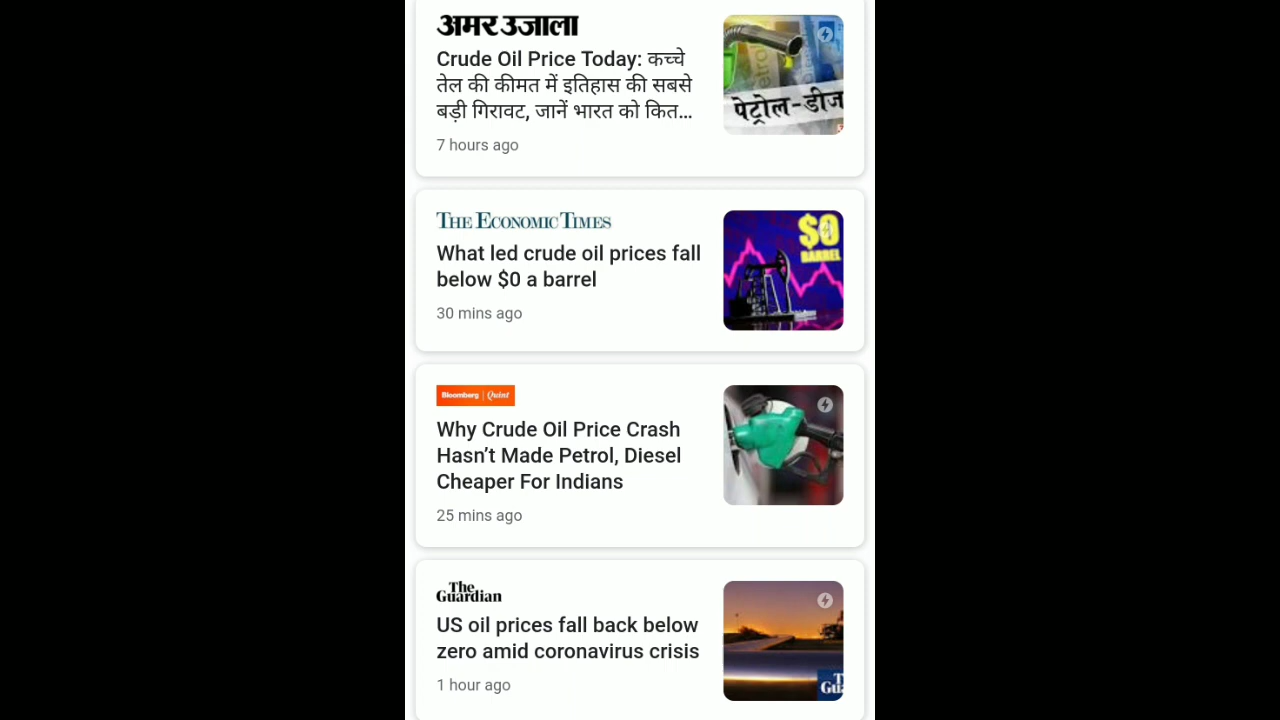 अमर उजाला
Crude Oil Price Today: कच्चे
तेल की कीमत में इतिहास की सबसे
बड़ी गिरावट, जानें भारत को कित...
7 hours ago
पेट्रोल-डीज
THE ECONOMIC TIMES
What led crude oil prices fall
below $0 a barrel
30 mins ago
$0
BARREL
Bloomberg | Quint
Why Crude Oil Price Crash
Hasn’t Made Petrol, Diesel
Cheaper For Indians
25 mins ago
The
Guardian
US oil prices fall back below
zero amid coronavirus crisis
1 hour ago